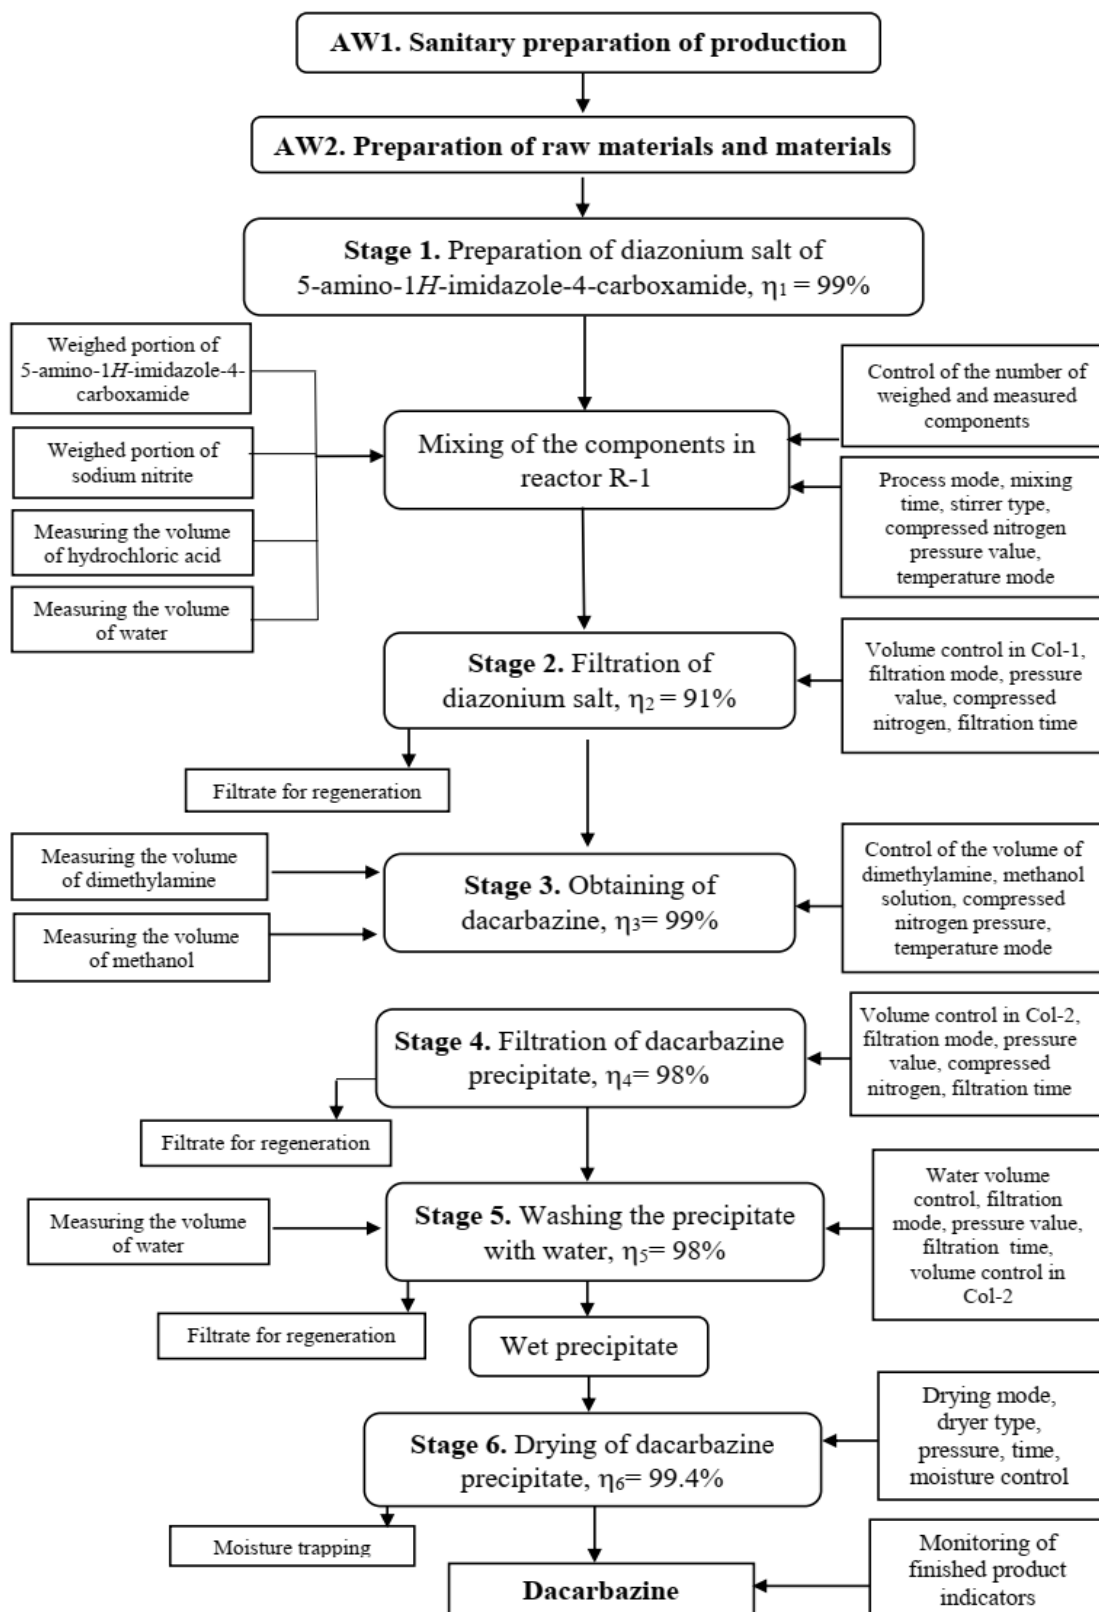 AW1. Sanitary preparation of production
AW2. Preparation of raw materials and materials
Stage 1. Preparation of diazonium salt of
5-amino-1H-imidazole-4-carboxamide, η1 = 99%
Weighed portion of
5-amino-1H-imidazole-4-
carboxamide
Weighed portion of
sodium nitrite
Measuring the volume
of hydrochloric acid
Measuring the volume
of water
Mixing of the components in
reactor R-1
Control of the number of
weighed and measured
components
Process mode, mixing
time, stirrer type,
compressed nitrogen
pressure value,
temperature mode
Stage 2. Filtration of
diazonium salt, η2 = 91%
Volume control in Col-1,
filtration mode, pressure
value, compressed
nitrogen, filtration time
Filtrate for regeneration
Measuring the volume
of dimethylamine
Measuring the volume
of methanol
Stage 3. Obtaining of
dacarbazine, η3= 99%
Control of the volume of
dimethylamine, methanol
solution, compressed
nitrogen pressure,
temperature mode
Stage 4. Filtration of dacarbazine
precipitate, η4= 98%
Volume control in Col-2,
filtration mode, pressure
value, compressed
nitrogen, filtration time
Filtrate for regeneration
Measuring the volume
of water
Stage 5. Washing the precipitate
with water, η5= 98%
Water volume
control, filtration
mode, pressure value,
filtration time,
volume control in
Col-2
Filtrate for regeneration
Wet precipitate
Stage 6. Drying of dacarbazine
precipitate, η6= 99.4%
Drying mode,
dryer type,
pressure, time,
moisture control
Moisture trapping
Dacarbazine
Monitoring of
finished product
indicators